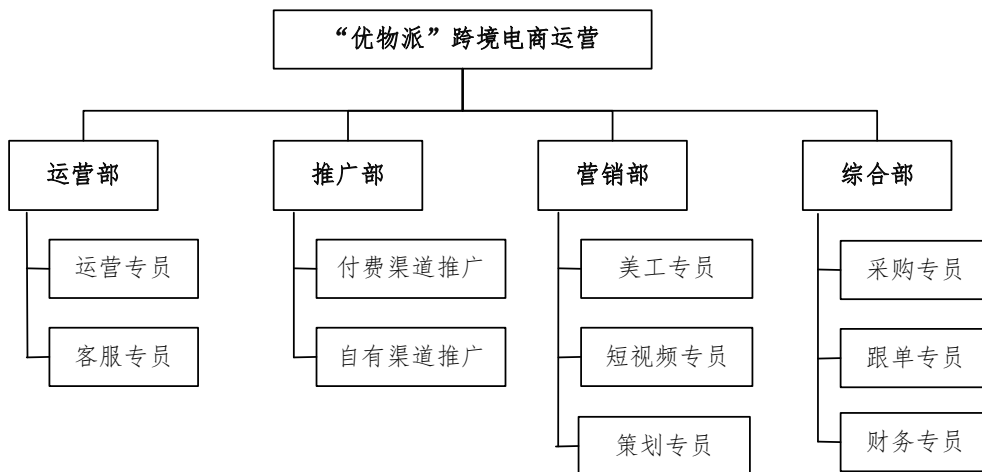 “优物派”跨境电商运营
运营部
推广部
营销部
综合部
运营专员
付费渠道推广
美工专员
采购专员
客服专员
自有渠道推广
短视频专员
跟单专员
策划专员
财务专员